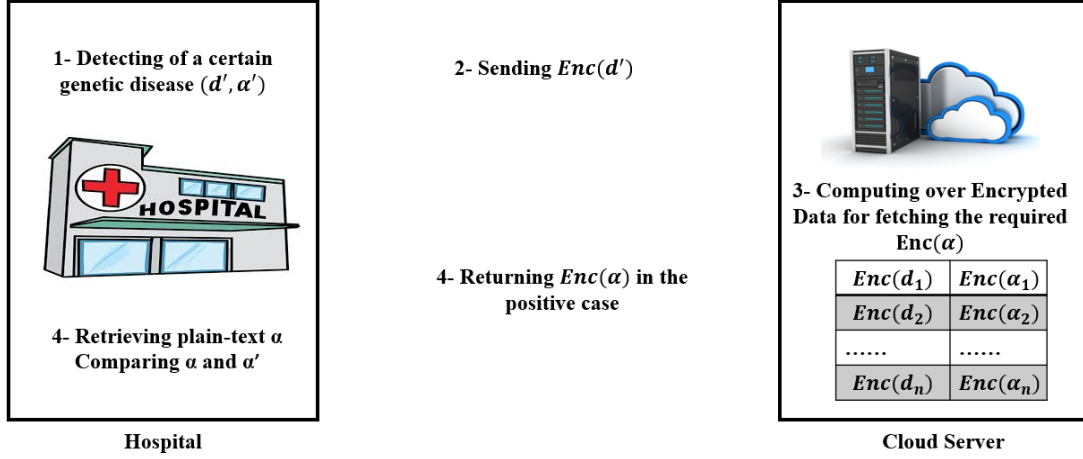 1- Detecting of a certain
genetic disease (d′, α′)
HOSPITAL
4- Retrieving plain-text α
Comparing α and α′
Hospital
2- Sending Enc(d′)
4- Returning Enc(α) in the
positive case
3- Computing over Encrypted
Data for fetching the required
Enc(α)
Enc(d₁) Enc(α₁)
Enc(d₂) Enc(α₂)
...... ......
Enc(dₙ) Enc(αₙ)
Cloud Server